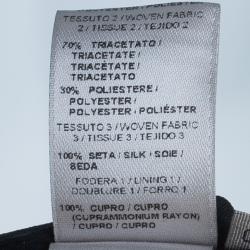 TESSUTO 2 / WOVEN FABRIC
2 / TISSUE 2 / TEJIDO 2
70% TRIACETATO/
TRIACETATE /
TRIACÉTATE /
TRIACETATO
30% POLIESTERE /
POLYESTER /
POLYESTER / POLIÉSTER
TESSUTO 3 / WOVEN FABRIC
3 / TISSUE 3 / TEJIDO 3
100% SETA / SILK / SOIE /
SEDA
FODERA 1 / LINING 1 /
DOUBLURE 1 / FORRO 1
100% CUPRO / CUPRO
(CUPRAMMONIUM RAYON)
/ CUPRO / CUPRO